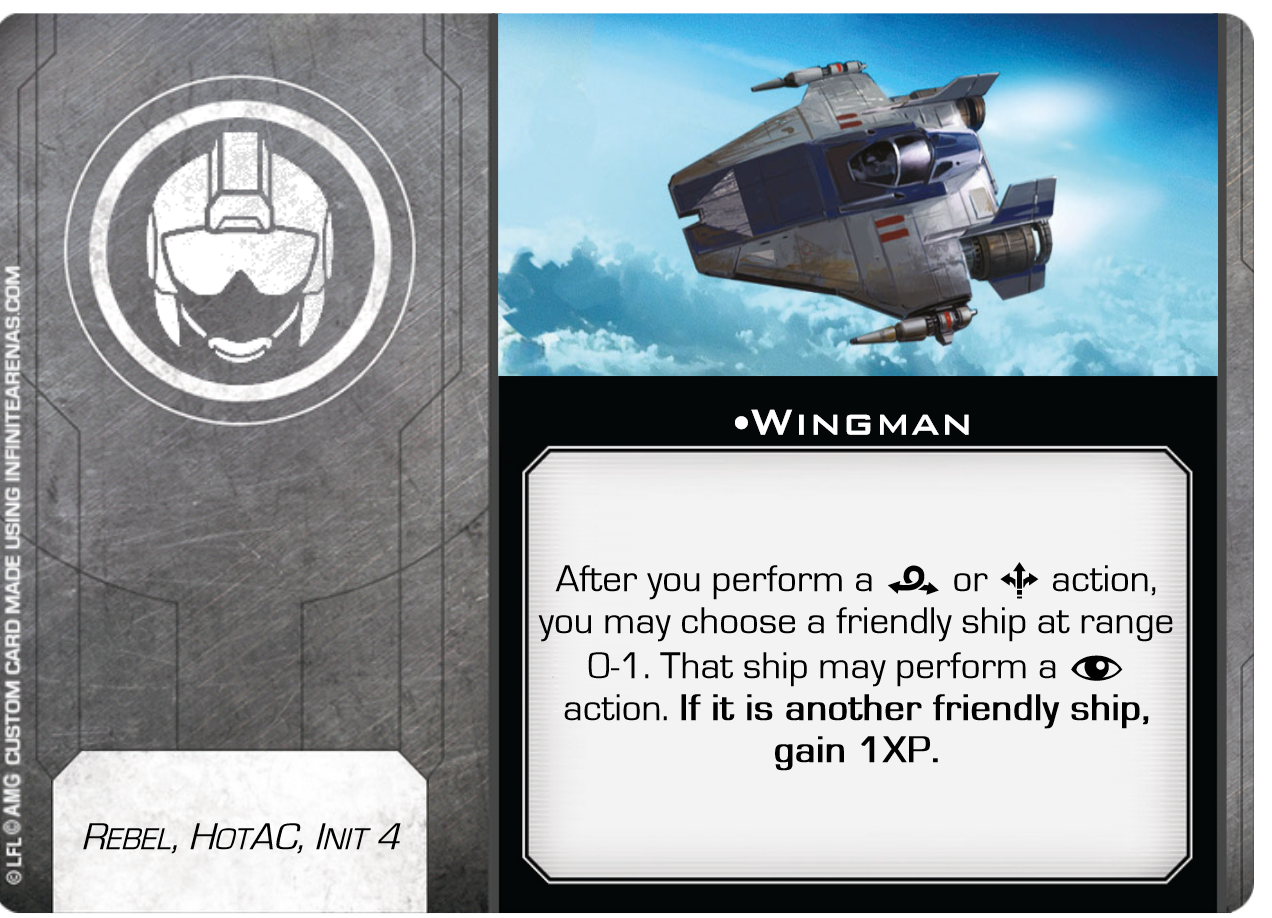 •Wingman
After you perform a or action,
you may choose a friendly ship at range
0-1. That ship may perform a
action. If it is another friendly ship,
gain 1XP.
Rebel, HotAC, Init 4
© LFL © AMG CUSTOM CARD MADE USING INFINITEARENAS.COM